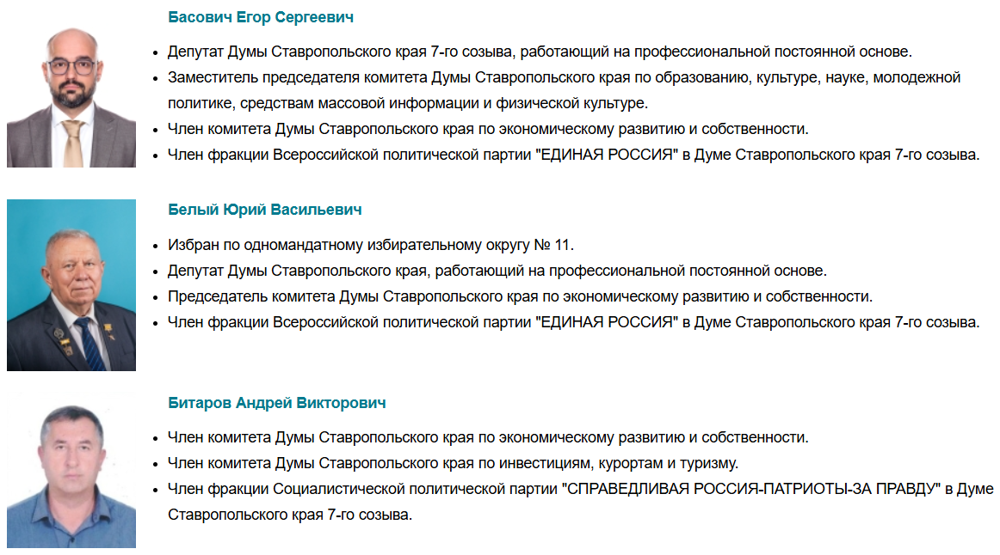 Басович Егор Сергеевич
Депутат Думы Ставропольского края 7-го созыва, работающий на профессиональной постоянной основе.
Заместитель председателя комитета Думы Ставропольского края по образованию, культуре, науке, молодежной
политике, средствам массовой информации и физической культуре.
Член комитета Думы Ставропольского края по экономическому развитию и собственности.
Член фракции Всероссийской политической партии "ЕДИНАЯ РОССИЯ" в Думе Ставропольского края 7-го созыва.
Белый Юрий Васильевич
Избран по одномандатному избирательному округу № 11.
Депутат Думы Ставропольского края, работающий на профессиональной постоянной основе.
Председатель комитета Думы Ставропольского края по экономическому развитию и собственности.
Член фракции Всероссийской политической партии "ЕДИНАЯ РОССИЯ" в Думе Ставропольского края 7-го созыва.
Битаров Андрей Викторович
Член комитета Думы Ставропольского края по экономическому развитию и собственности.
Член комитета Думы Ставропольского края по инвестициям, курортам и туризму.
Член фракции Социалистической политической партии "СПРАВЕДЛИВАЯ РОССИЯ-ПАТРИОТЫ-ЗА ПРАВДУ" в Думе
Ставропольского края 7-го созыва.